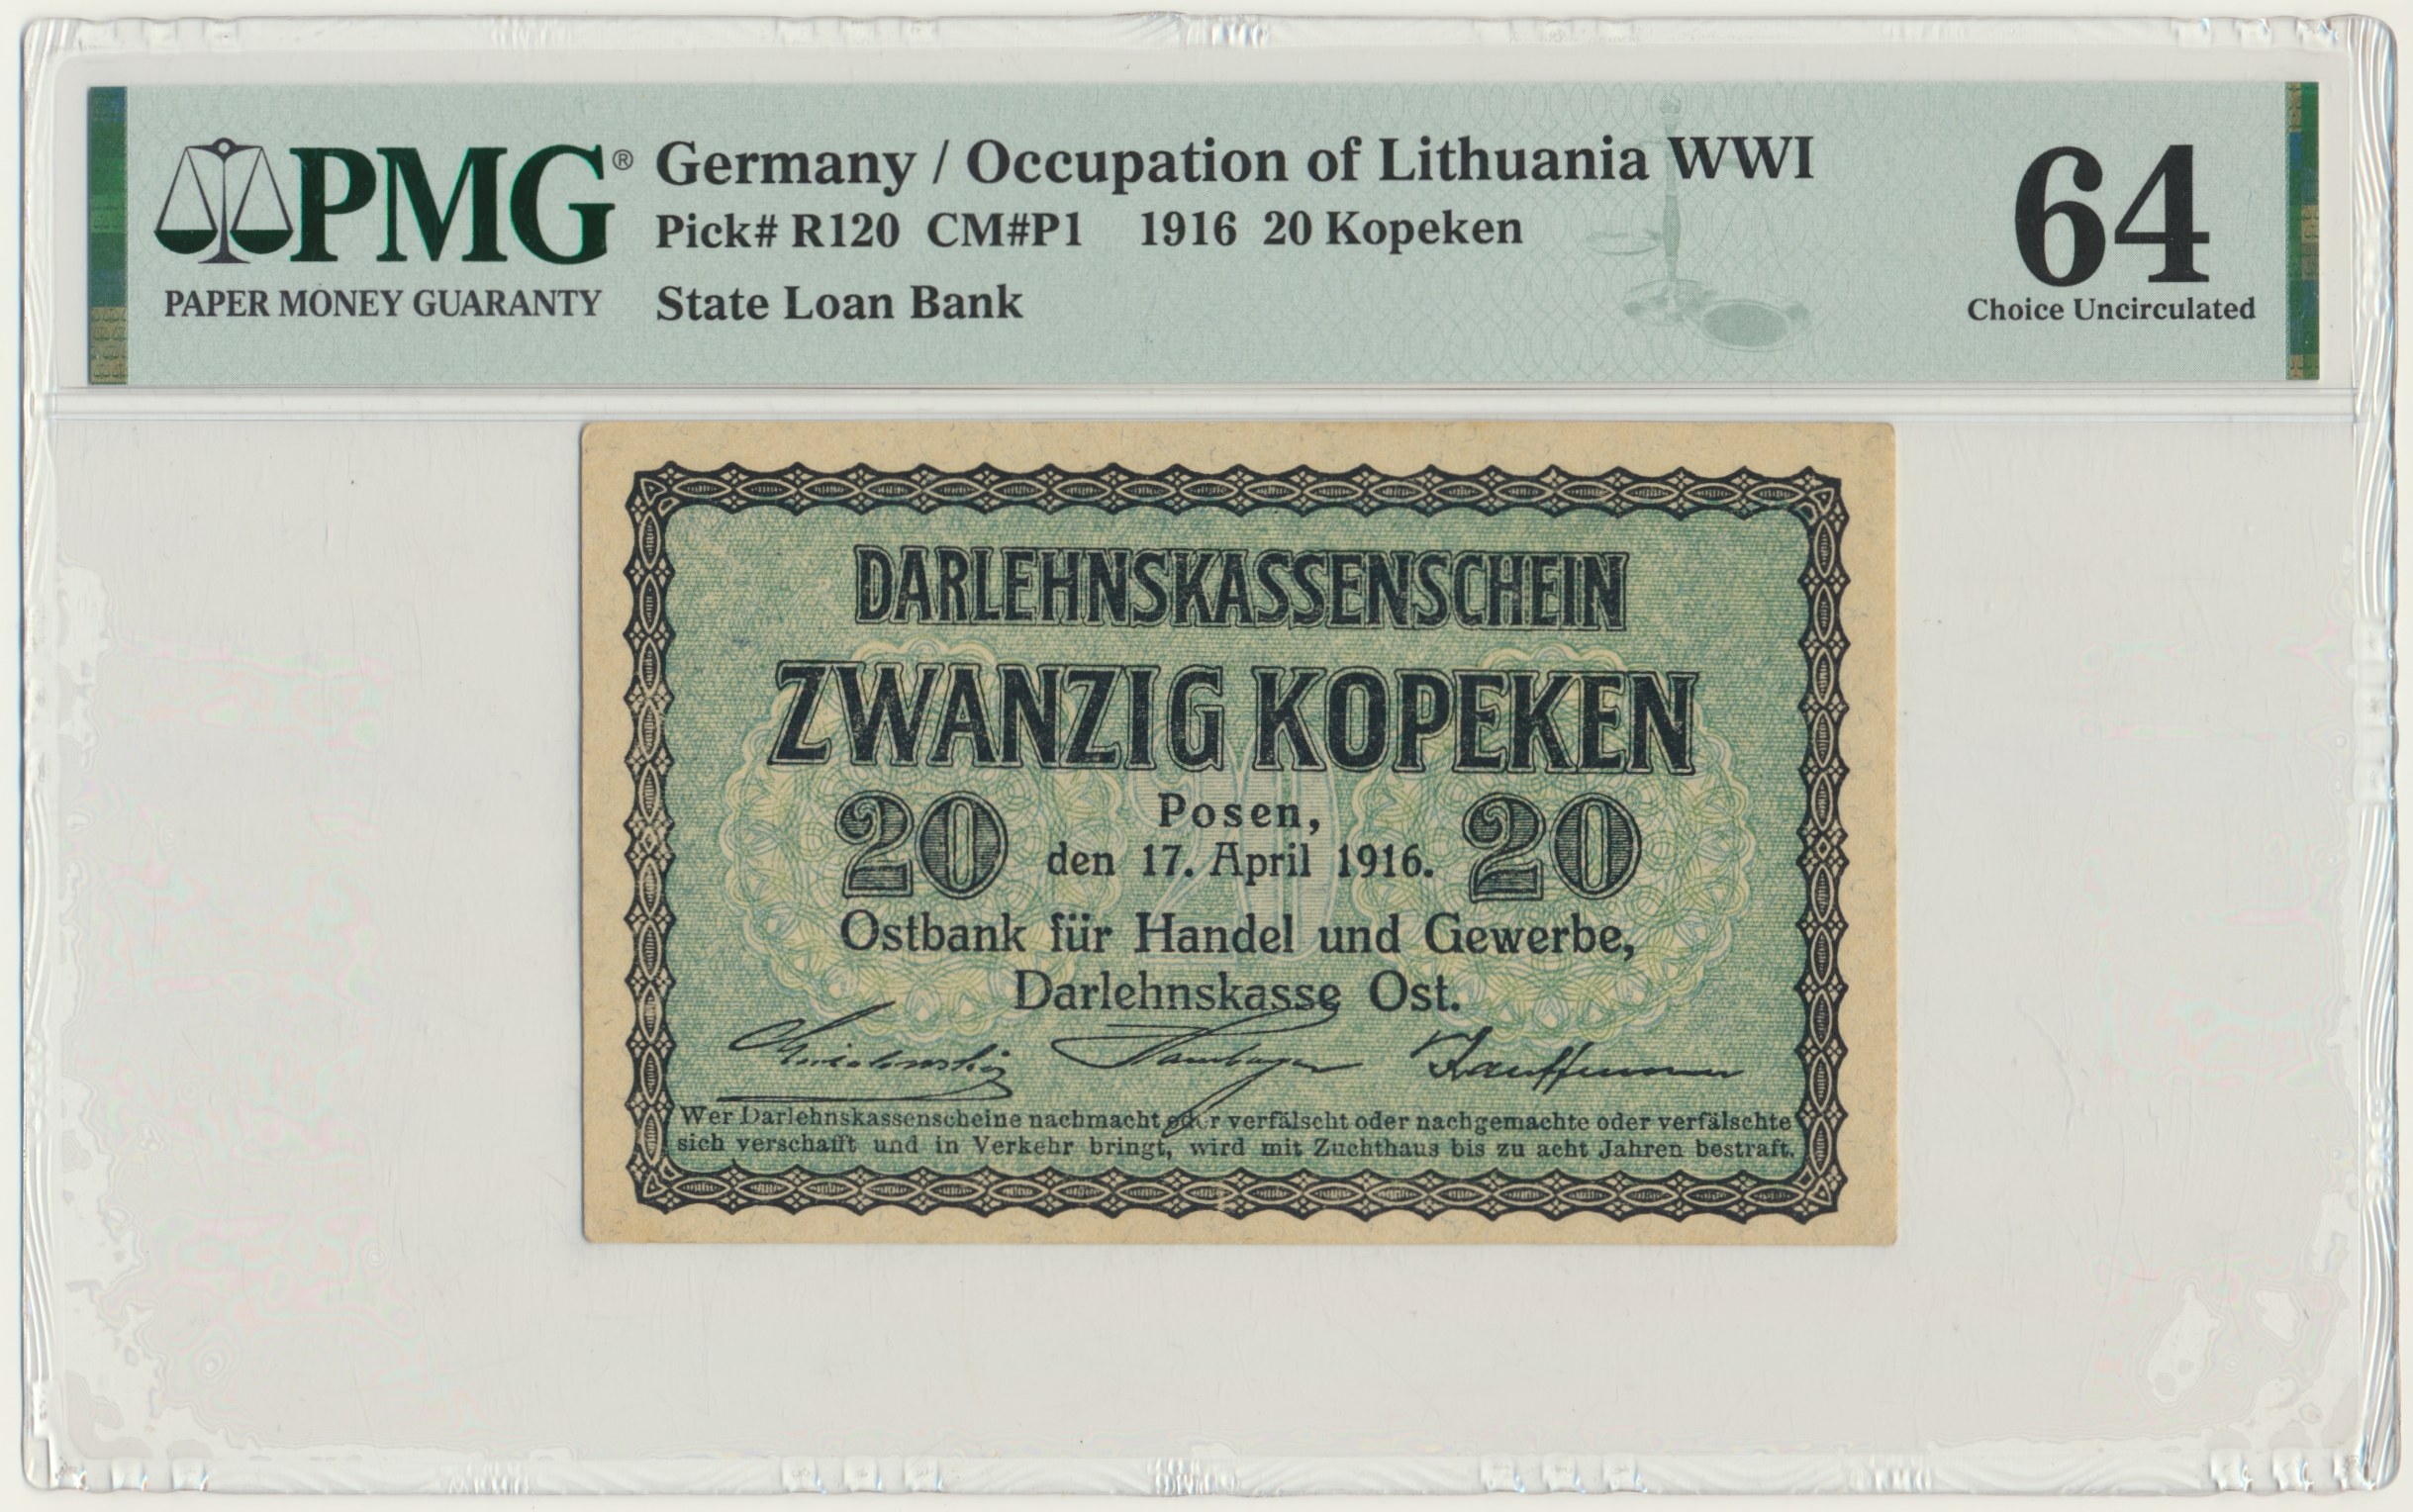 PMG®
PAPER MONEY GUARANTY
Germany / Occupation of Lithuania WWI
Pick# R120 CM#P1 1916 20 Kopeken
State Loan Bank
64
Choice Uncirculated
DARLEHNSKASSENSCHEIN
ZWANZIG KOPEKEN
20 Posen, 20
den 17. April 1916.
Ostbank für Handel und Gewerbe,
Darlehnskasse Ost.
Kauffmann
Wer Darlehnskassenscheine nachmacht oder verfälscht oder nachgemachte oder verfälschte
sich verschafft und in Verkehr bringt, wird mit Zuchthaus bis zu acht Jahren bestraft.